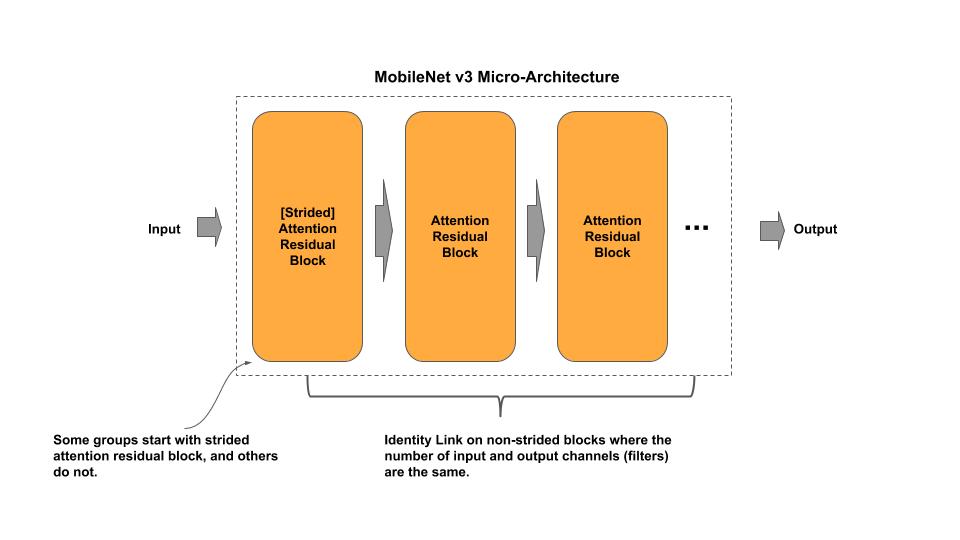 MobileNet v3 Micro-Architecture
Input
[Strided]
Attention
Residual
Block
Attention
Residual
Block
Attention
Residual
Block
...
Output
Some groups start with strided
attention residual block, and others
do not.
Identity Link on non-strided blocks where the
number of input and output channels (filters)
are the same.